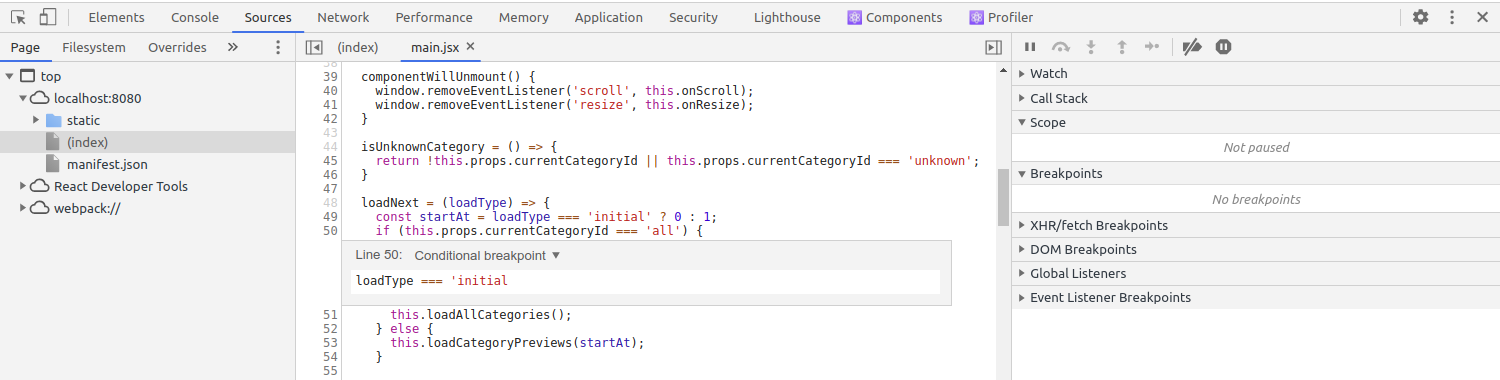 Elements Console Sources Network Performance Memory Application Security Lighthouse Components Profiler
Page Filesystem Overrides »
(index) main.jsx ×
top
localhost:8080
static
(index)
manifest.json
React Developer Tools
webpack://
38
39 componentWillUnmount() {
40 window.removeEventListener('scroll', this.onScroll);
41 window.removeEventListener('resize', this.onResize);
42 }
43
44 isUnknownCategory = () => {
45 return !this.props.currentCategoryId || this.props.currentCategoryId === 'unknown';
46 }
47
48 loadNext = (loadType) => {
49 const startAt = loadType === 'initial' ? 0 : 1;
50 if (this.props.currentCategoryId === 'all') {
Line 50: Conditional breakpoint
loadType === 'initial
51 this.loadAllCategories();
52 } else {
53 this.loadCategoryPreviews(startAt);
54 }
55
Watch
Call Stack
Scope
Not paused
Breakpoints
No breakpoints
XHR/fetch Breakpoints
DOM Breakpoints
Global Listeners
Event Listener Breakpoints